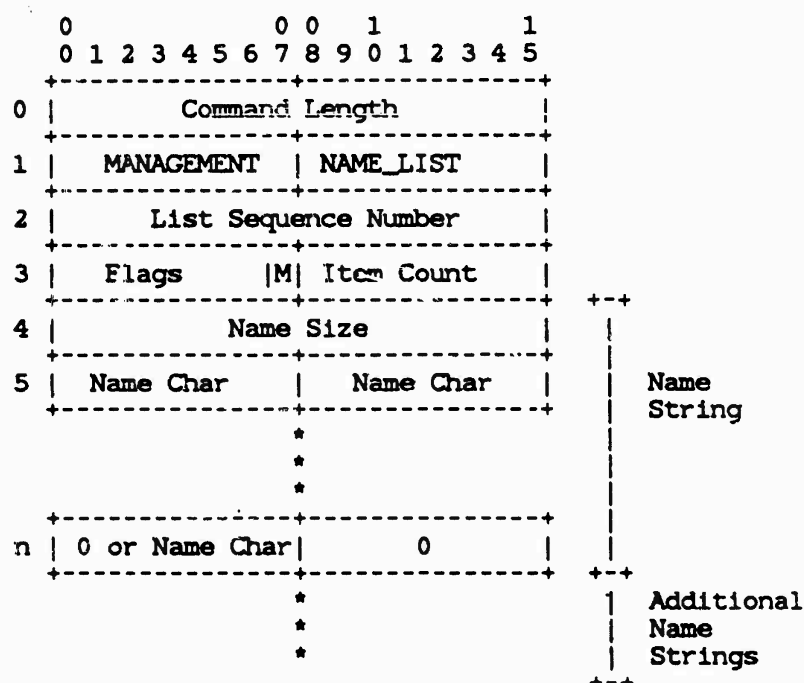 0 0 0 1 1
0 1 2 3 4 5 6 7 8 9 0 1 2 3 4 5
+---------------+---------------+
0 | Command Length |
+---------------+---------------+
1 | MANAGEMENT | NAME_LIST |
+---------------+---------------+
2 | List Sequence Number |
+---------------+---------------+
3 | Flags |M| Item Count |
+---------------+---------------+ +-+
4 | Name Size | |
+---------------+---------------+ |
5 | Name Char | Name Char | | Name
+---------------+---------------+ | String
* |
* |
* |
+---------------+---------------+ |
n | 0 or Name Char| 0 | |
+---------------+---------------+ +-+
* | Additional
* | Name
* | Strings
+-+